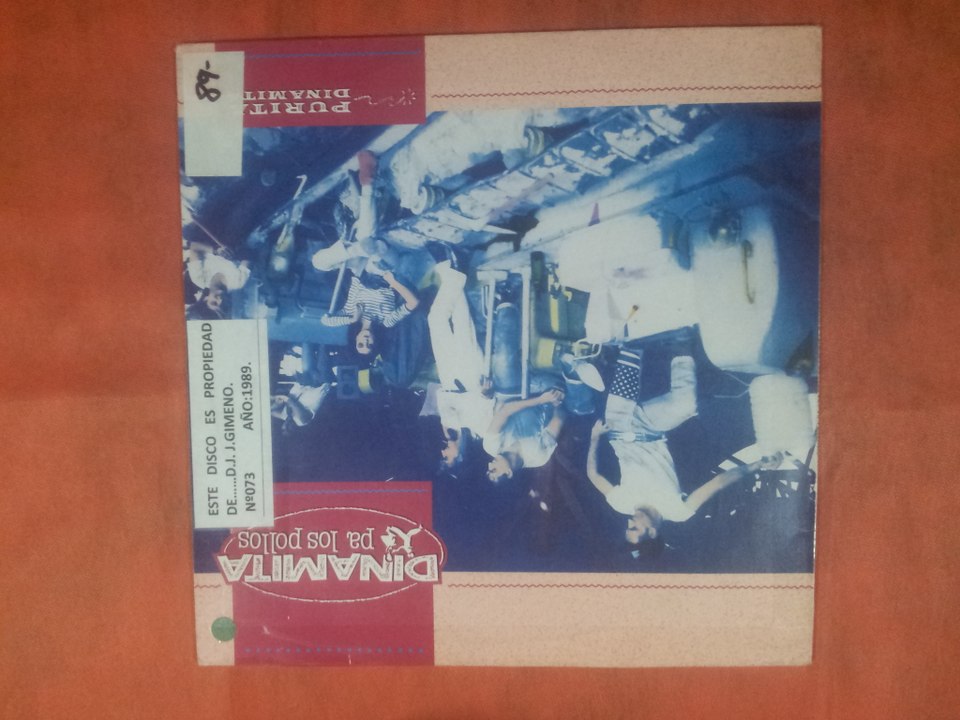 89-
PURITA
DINAMITA
ESTE DISCO ES PROPIEDAD
DE......D.J. J.GIMENO.
Nº073 AÑO:1989.
DINAMITA
pa los pollos